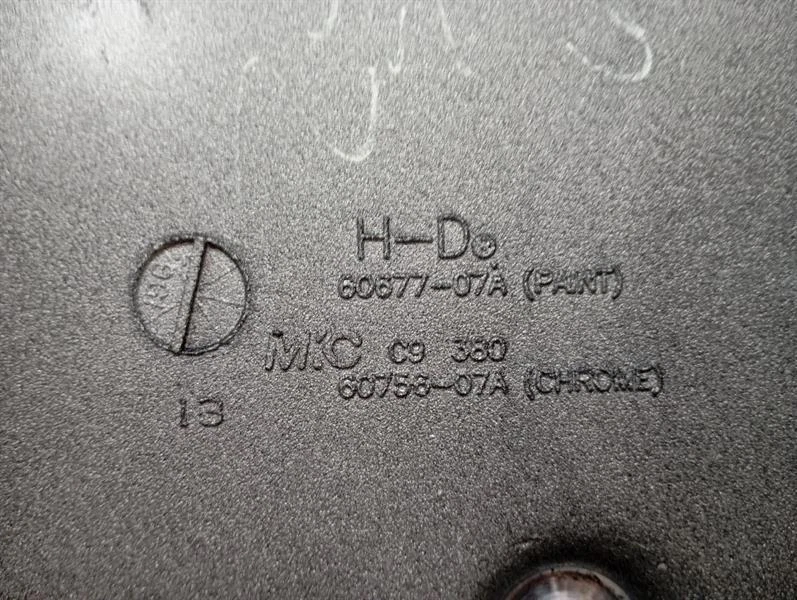 H-D®
60677-07A (PAINT)
MKC C9 380
60756-07A (CHROME)
13